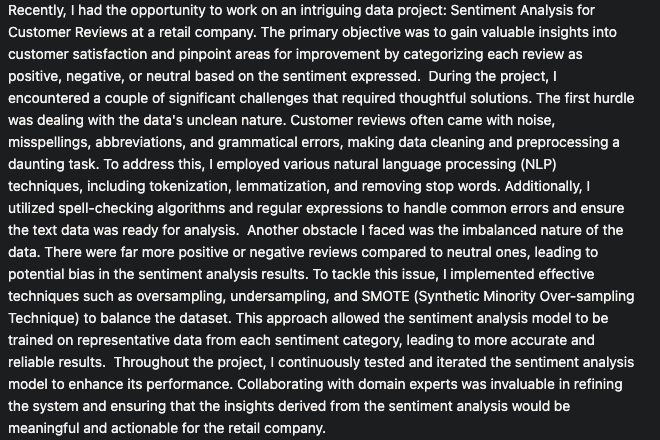 Recently, I had the opportunity to work on an intriguing data project: Sentiment Analysis for
Customer Reviews at a retail company. The primary objective was to gain valuable insights into
customer satisfaction and pinpoint areas for improvement by categorizing each review as
positive, negative, or neutral based on the sentiment expressed.  During the project, I
encountered a couple of significant challenges that required thoughtful solutions. The first hurdle
was dealing with the data's unclean nature. Customer reviews often came with noise,
misspellings, abbreviations, and grammatical errors, making data cleaning and preprocessing a
daunting task. To address this, I employed various natural language processing (NLP)
techniques, including tokenization, lemmatization, and removing stop words. Additionally, I
utilized spell-checking algorithms and regular expressions to handle common errors and ensure
the text data was ready for analysis.  Another obstacle I faced was the imbalanced nature of the
data. There were far more positive or negative reviews compared to neutral ones, leading to
potential bias in the sentiment analysis results. To tackle this issue, I implemented effective
techniques such as oversampling, undersampling, and SMOTE (Synthetic Minority Over-sampling
Technique) to balance the dataset. This approach allowed the sentiment analysis model to be
trained on representative data from each sentiment category, leading to more accurate and
reliable results.  Throughout the project, I continuously tested and iterated the sentiment analysis
model to enhance its performance. Collaborating with domain experts was invaluable in refining
the system and ensuring that the insights derived from the sentiment analysis would be
meaningful and actionable for the retail company.